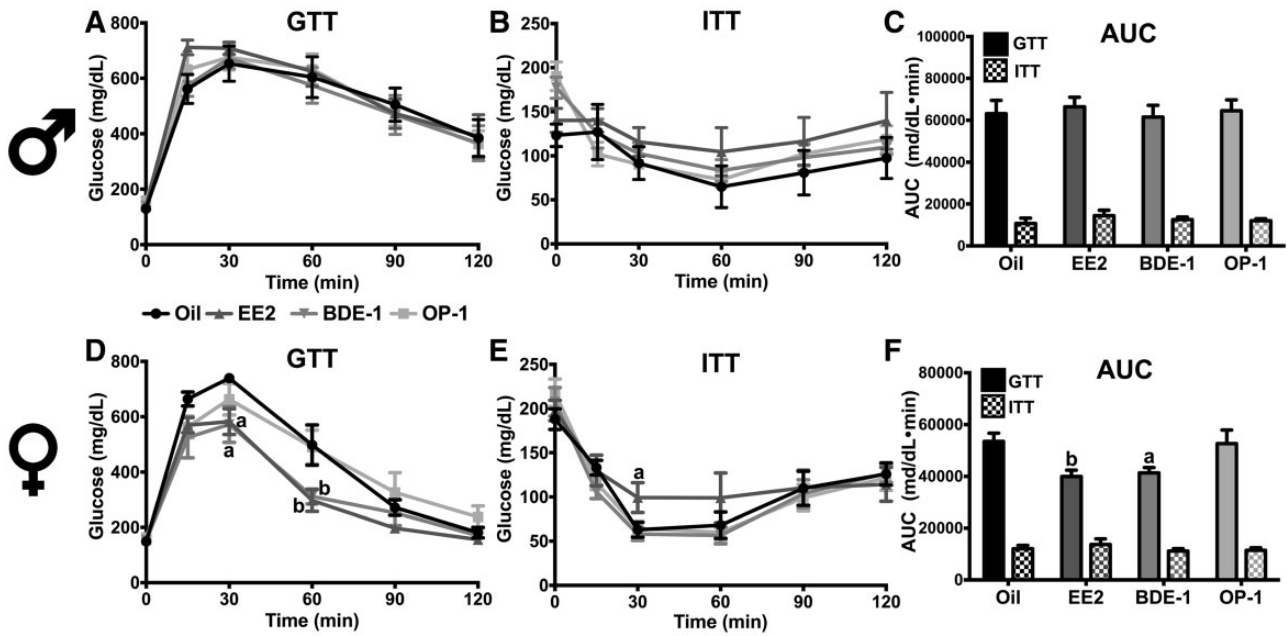 A GTT
Glucose (mg/dL)
800
600
400
200
0
0 30 60 90 120
Time (min)
B ITT
Glucose (mg/dL)
250
200
150
100
50
0
0 30 60 90 120
Time (min)
C AUC
AUC (md/dL•min)
100000
80000
60000
40000
20000
0
GTT
ITT
Oil EE2 BDE-1 OP-1
Oil EE2 BDE-1 OP-1
D GTT
Glucose (mg/dL)
800
600
400
200
0
a
a
b
b
0 30 60 90 120
Time (min)
E ITT
Glucose (mg/dL)
250
200
150
100
50
0
a
0 30 60 90 120
Time (min)
F AUC
AUC (md/dL•min)
80000
60000
40000
20000
0
GTT
ITT
b
a
Oil EE2 BDE-1 OP-1